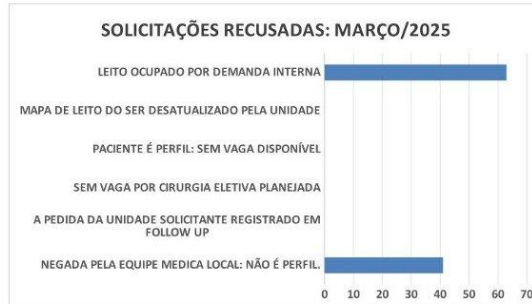 SOLICITAÇÕES RECUSADAS: MARÇO/2025
LEITO OCUPADO POR DEMANDA INTERNA
MAPA DE LEITO DO SER DESATUALIZADO PELA UNIDADE
PACIENTE É PERFIL: SEM VAGA DISPONÍVEL
SEM VAGA POR CIRURGIA ELETIVA PLANEJADA
A PEDIDA DA UNIDADE SOLICITANTE REGISTRADO EM
FOLLOW UP
NEGADA PELA EQUIPE MEDICA LOCAL: NÃO É PERFIL.
0 10 20 30 40 50 60 70